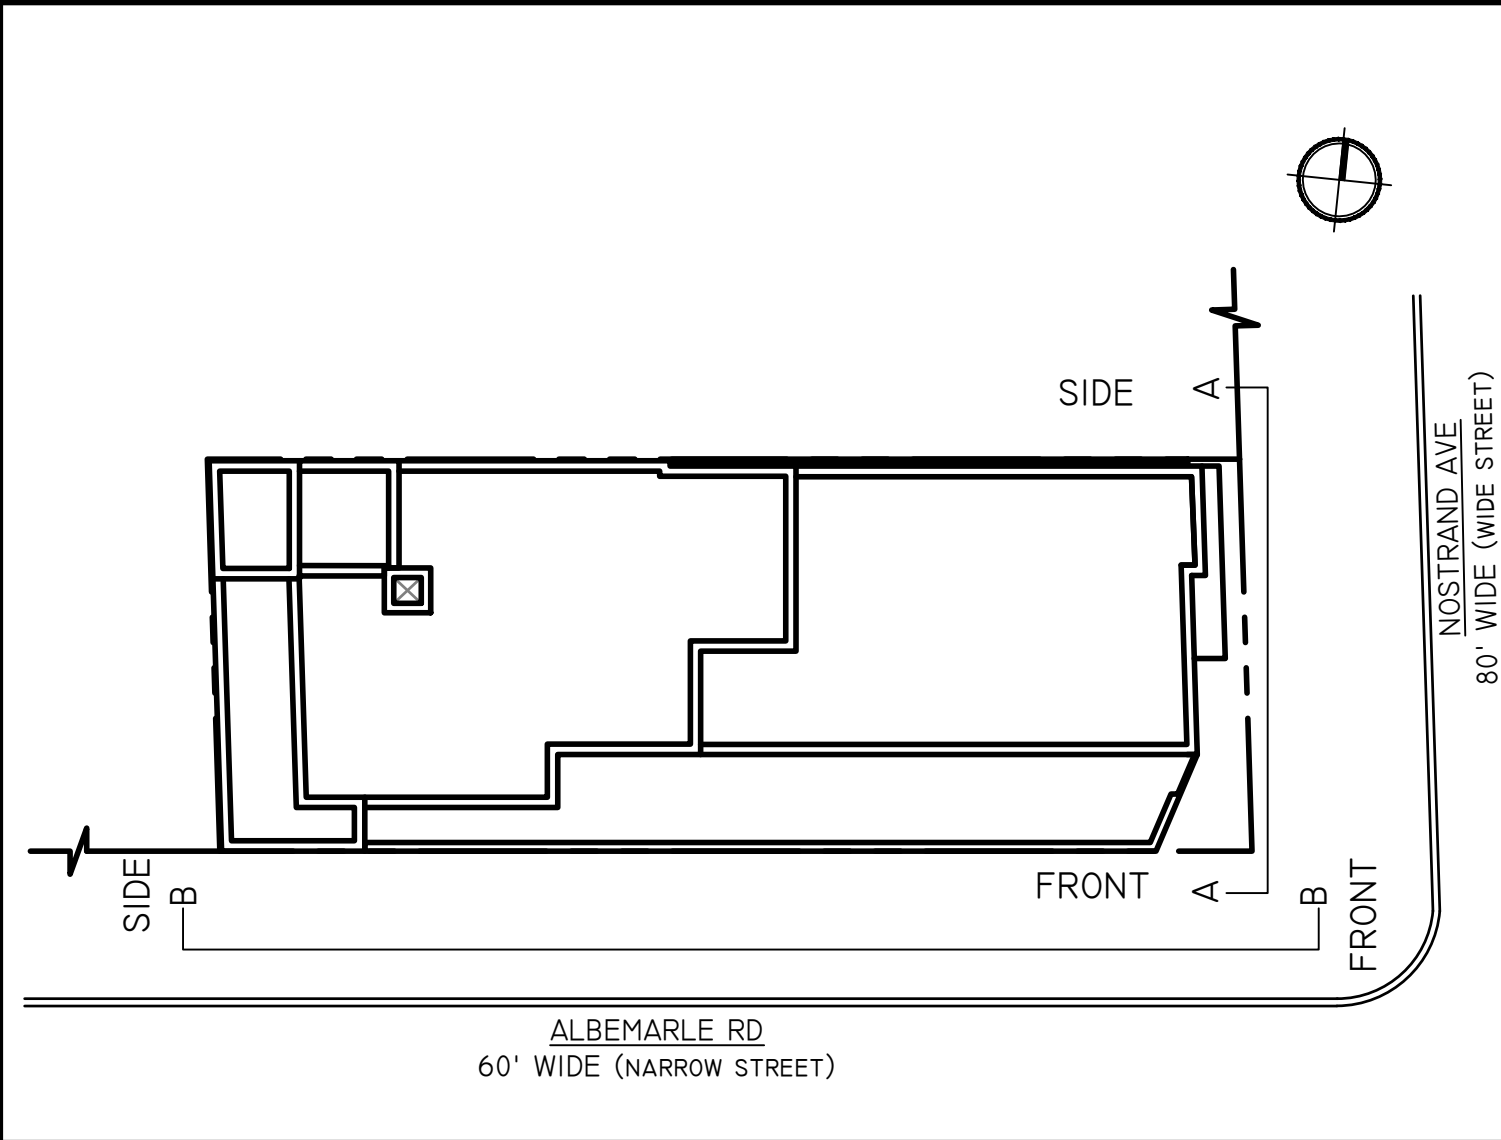 SIDE
A
NOSTRAND AVE
80' WIDE (WIDE STREET)
SIDE
B
FRONT
A
B
FRONT
ALBEMARLE RD
60' WIDE (NARROW STREET)